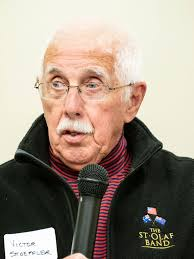 THE
ST·OLAF
BAND
VICTOR